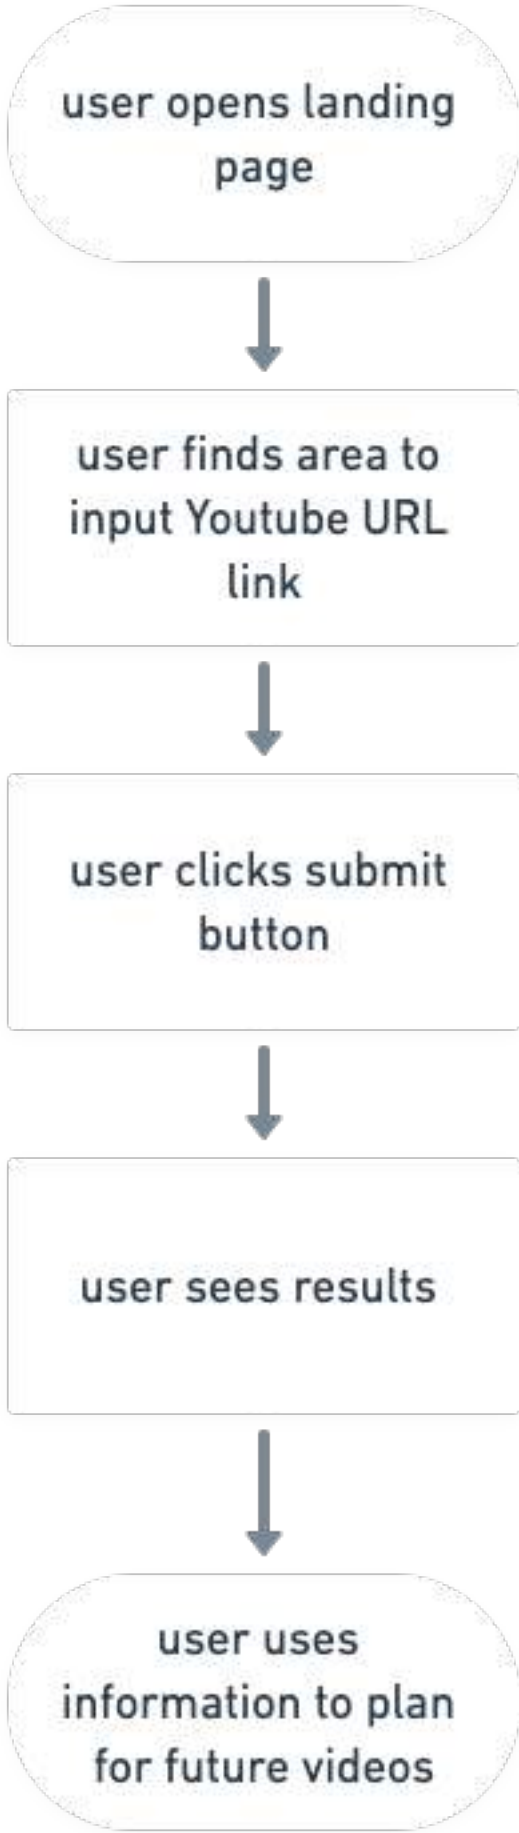 user opens landing
page
user finds area to
input Youtube URL
link
user clicks submit
button
user sees results
user uses
information to plan
for future videos